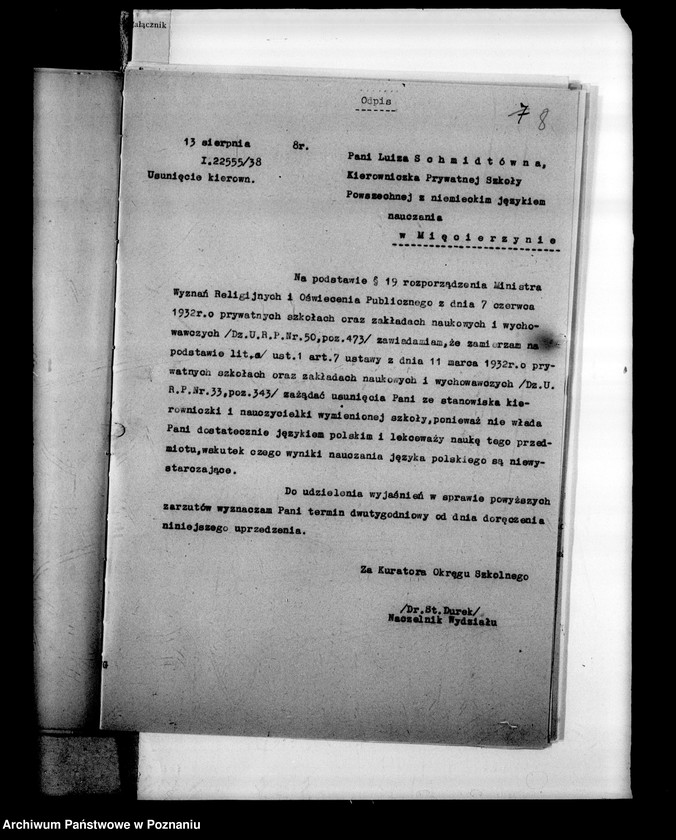 załącznik
Odpis
7 8
13 sierpnia 8r.
I.22555/38
Usunięcie kierown.
Pani Luiza Schmidtówna,
Kierowniczka Prywatnej Szkoły
Powszechnej z niemieckim językiem
nauczania
w Mięcierzynie
Na podstawie § 19 rozporządzenia Ministra
Wyznań Religijnych i Oświecenia Publicznego z dnia 7 czerwca
1932r.o prywatnych szkołach oraz zakładach naukowych i wycho-
wawczych /Dz.U.R.P.Nr.50,poz.473/ zawiadamiam,że zamierzam na
podstawie lit.a/ ust.1 art.7 ustawy z dnia 11 marca 1932r.o pry-
watnych szkołach oraz zakładach naukowych i wychowawczych /Dz.U.
R.P.Nr.33,poz.343/ zażądać usunięcia Pani ze stanowiska kie-
rowniczki i nauczycielki wymienionej szkoły,ponieważ nie włada
Pani dostatecznie językiem polskim i lekceważy naukę tego przed-
miotu,wskutek czego wyniki nauczania języka polskiego są niewy-
starczające.
Do udzielenia wyjaśnień w sprawie powyższych
zarzutów wyznaczam Pani termin dwutygodniowy od dnia doręczenia
niniejszego uprzedzenia.
Za Kuratora Okręgu Szkolnego
/Dr.St.Durek/
Naczelnik Wydziału
Archiwum Państwowe w Poznaniu